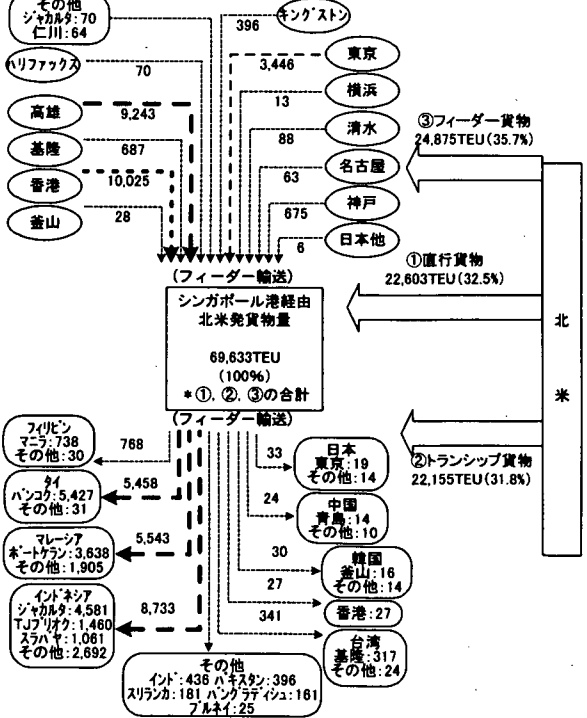 その他
ジャカルタ:70
仁川:64
キングストン
396
ハリファックス
70
東京
3,446
横浜
13
高雄
9,243
清水
88
基隆
687
名古屋
63
香港
10,025
神戸
675
釜山
28
日本他
6
③フィーダー貨物
24,875TEU(35.7%)
①直行貨物
22,603TEU(32.5%)
②トランシップ貨物
22,155TEU(31.8%)
北
米
(フィーダー輸送)
シンガポール港経由
北米発貨物量
69,633TEU
(100%)
*①,②,③の合計
(フィーダー輸送)
フィリピン
マニラ:738
その他:30
768
タイ
バンコク:5,427
その他:31
5,458
マレーシア
ポートケラン:3,638
その他:1,905
5,543
インドネシア
ジャカルタ:4,581
TJプリオク:1,460
スラバヤ:1,061
その他:2,692
8,733
33
日本
東京:19
その他:14
24
中国
青島:14
その他:10
30
韓国
釜山:16
その他:14
27
香港:27
341
台湾
基隆:317
その他:24
その他
インド:436 パキスタン:396
スリランカ:181 バングラディシュ:161
ブルネイ:25